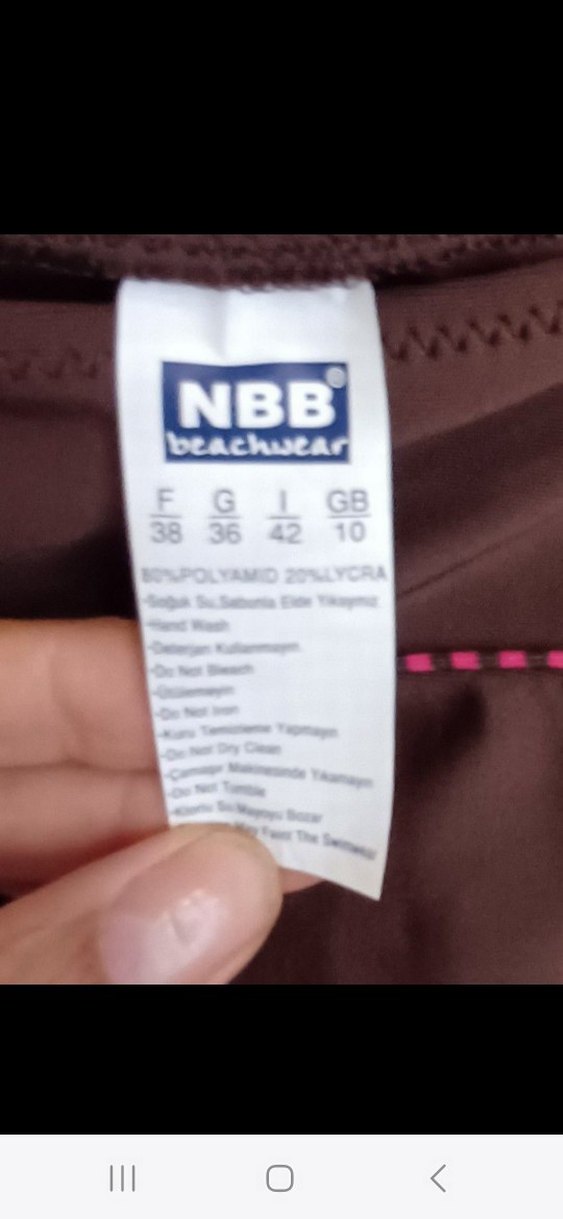 NBB®
beachwear
F G I GB
38 36 42 10
80%POLYAMID 20%LYCRA
-Soğuk Su,Sabunla Elde Yıkayınız
-Hand Wash
-Deterjan Kullanmayın
-Do Not Bleach
-Ütülemeyin
-Do Not Iron
-Kuru Temizleme Yapmayın
-Do Not Dry Clean
-Çamaşır Makinesinde Yıkamayın
-Do Not Tumble
-Klorlu Su Mayoyu Bozar
May Faint The Swimwear